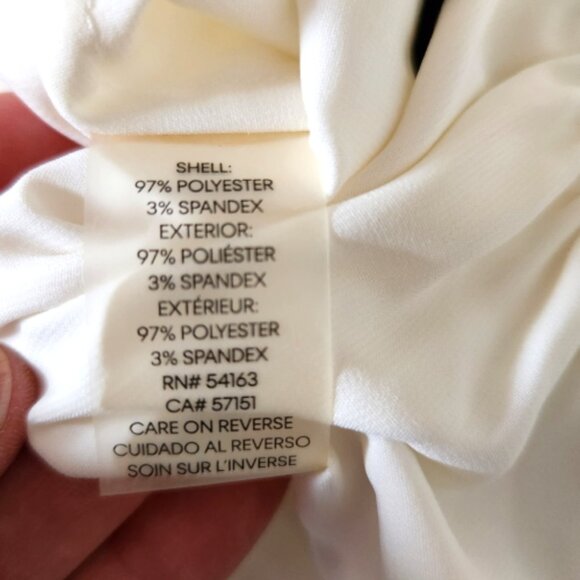 SHELL:
97% POLYESTER
3% SPANDEX
EXTERIOR:
97% POLIÉSTER
3% SPANDEX
EXTÉRIEUR:
97% POLYESTER
3% SPANDEX
RN# 54163
CA# 57151
CARE ON REVERSE
CUIDADO AL REVERSO
SOIN SUR L'INVERSE